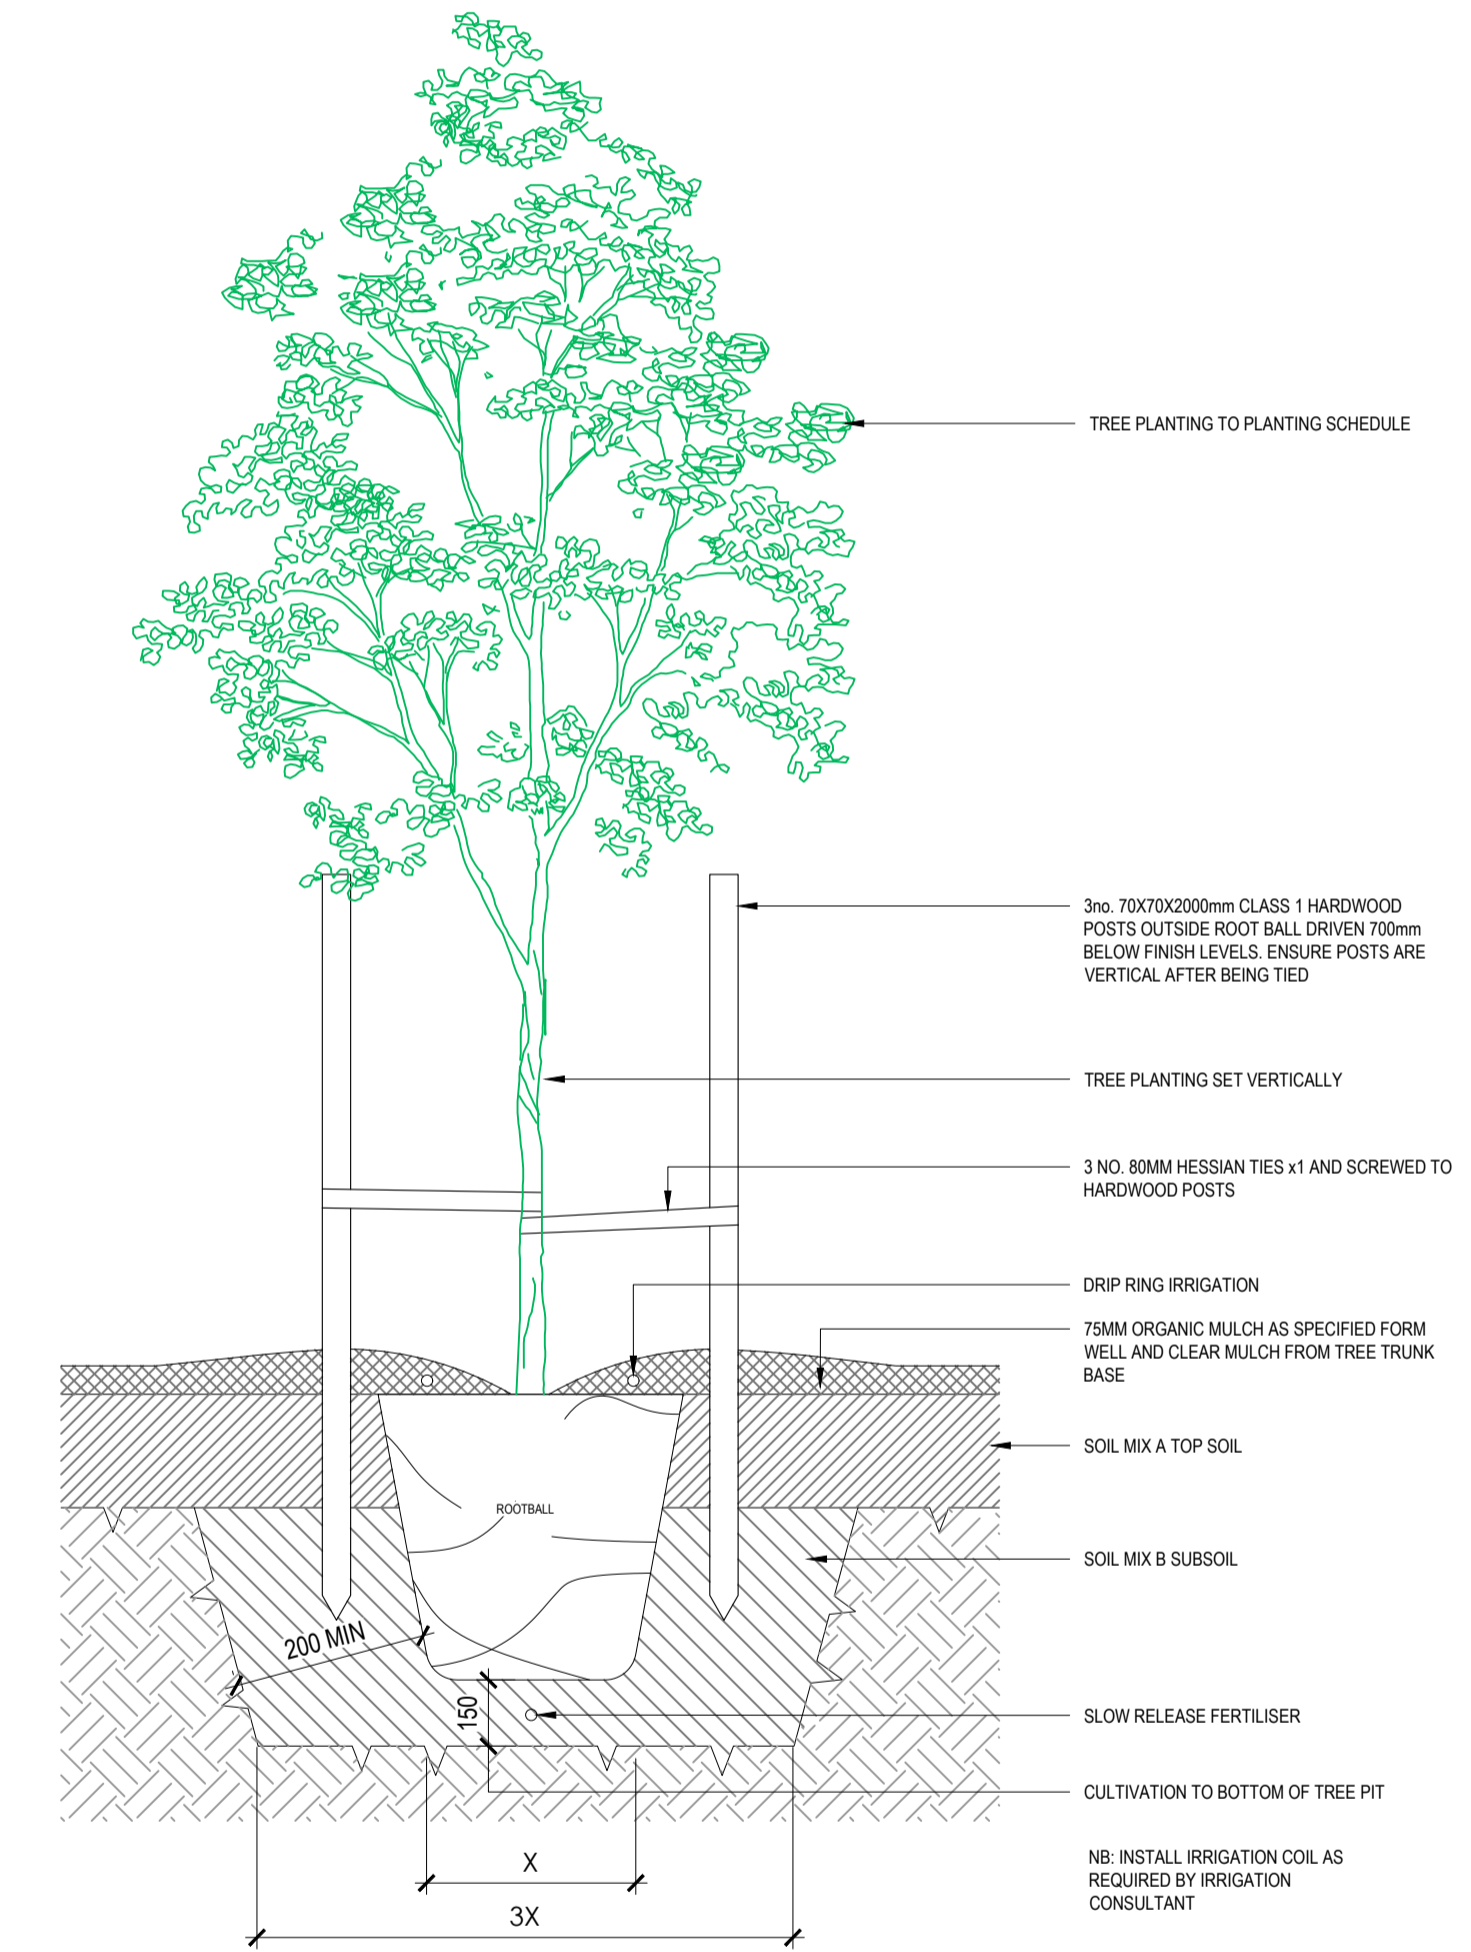 TREE PLANTING TO PLANTING SCHEDULE
3no. 70X70X2000mm CLASS 1 HARDWOOD
POSTS OUTSIDE ROOT BALL DRIVEN 700mm
BELOW FINISH LEVELS. ENSURE POSTS ARE
VERTICAL AFTER BEING TIED
TREE PLANTING SET VERTICALLY
3 NO. 80MM HESSIAN TIES x1 AND SCREWED TO
HARDWOOD POSTS
DRIP RING IRRIGATION
75MM ORGANIC MULCH AS SPECIFIED FORM
WELL AND CLEAR MULCH FROM TREE TRUNK
BASE
SOIL MIX A TOP SOIL
ROOTBALL
SOIL MIX B SUBSOIL
200 MIN
150
SLOW RELEASE FERTILISER
CULTIVATION TO BOTTOM OF TREE PIT
X
3X
NB: INSTALL IRRIGATION COIL AS
REQUIRED BY IRRIGATION
CONSULTANT